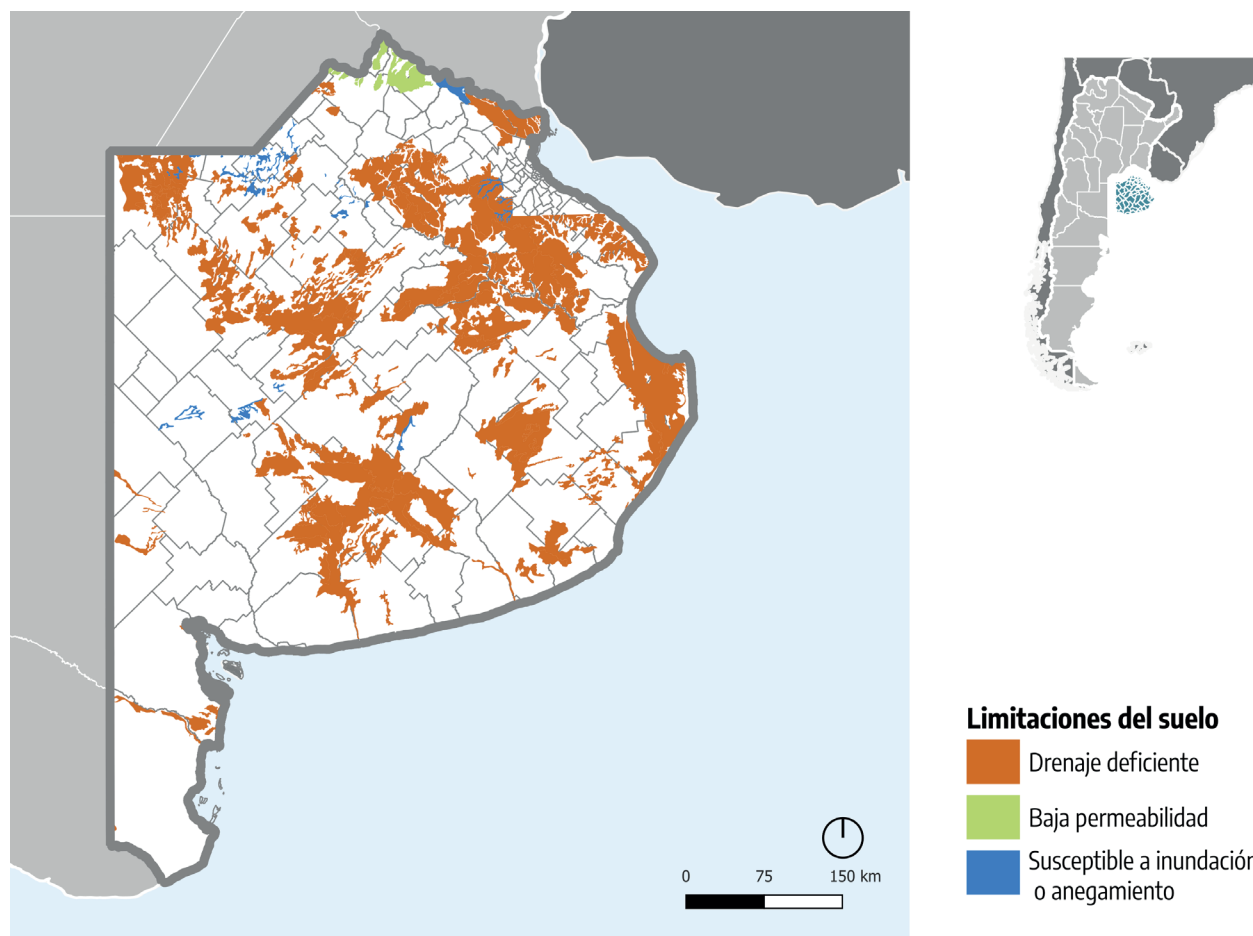 Limitaciones del suelo
Drenaje deficiente
Baja permeabilidad
Susceptible a inundación
o anegamiento
0 75 150 km